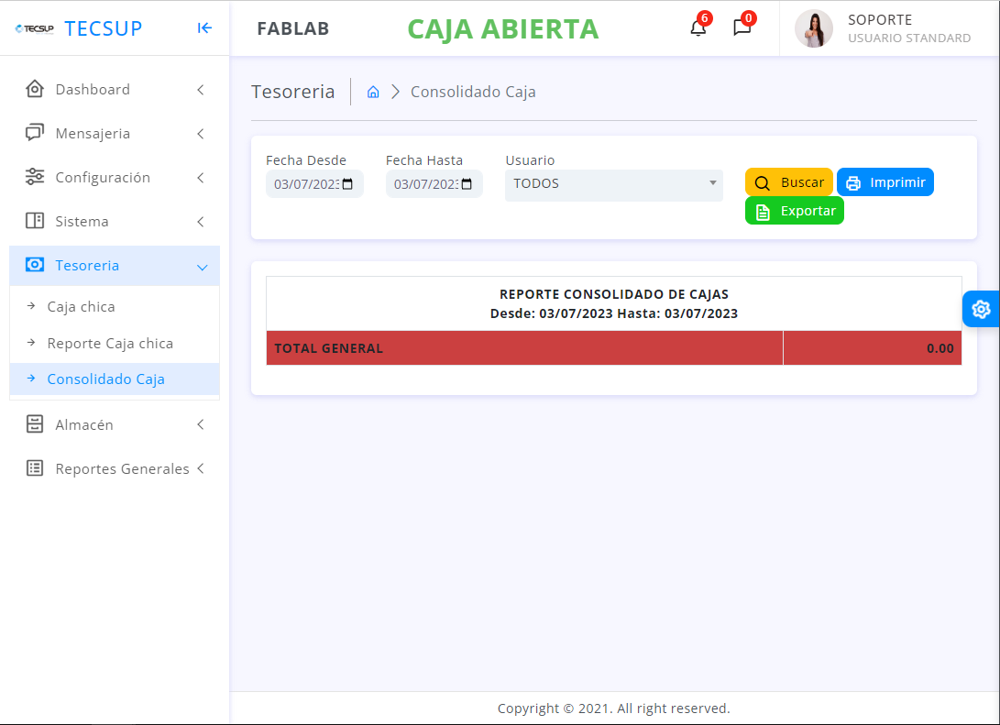 TECSUP TECSUP
FABLAB
CAJA ABIERTA
6
0
SOPORTE
USUARIO STANDARD
Dashboard
Mensajeria
Configuración
Sistema
Tesoreria
Caja chica
Reporte Caja chica
Consolidado Caja
Almacén
Reportes Generales
Tesoreria
Consolidado Caja
Fecha Desde
03/07/2023
Fecha Hasta
03/07/2023
Usuario
TODOS
Buscar
Imprimir
Exportar
REPORTE CONSOLIDADO DE CAJAS
Desde: 03/07/2023 Hasta: 03/07/2023
TOTAL GENERAL 0.00
Copyright © 2021. All right reserved.